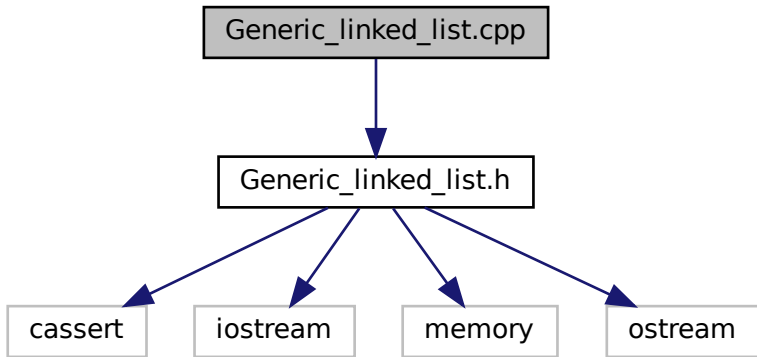 Generic_linked_list.cpp
Generic_linked_list.h
cassert
iostream
memory
ostream